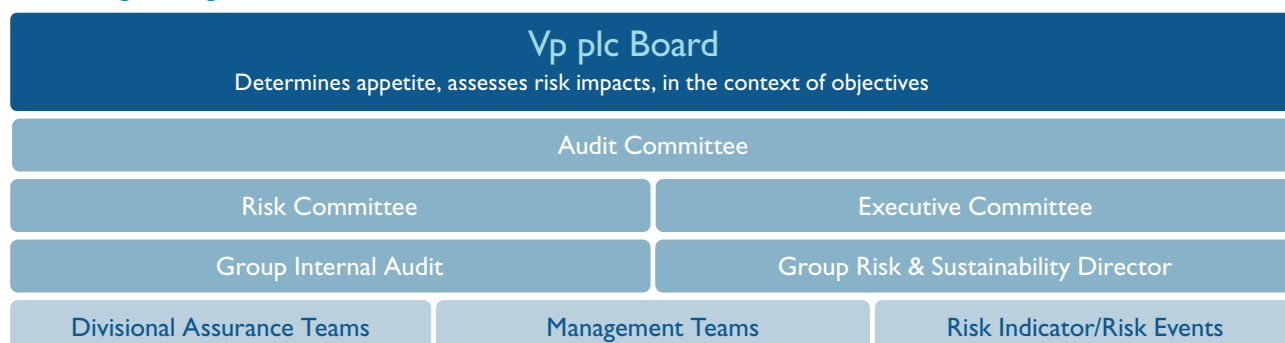 Vp plc Board
Determines appetite, assesses risk impacts, in the context of objectives
Audit Committee
Risk Committee
Executive Committee
Group Internal Audit
Group Risk & Sustainability Director
Divisional Assurance Teams
Management Teams
Risk Indicator/Risk Events